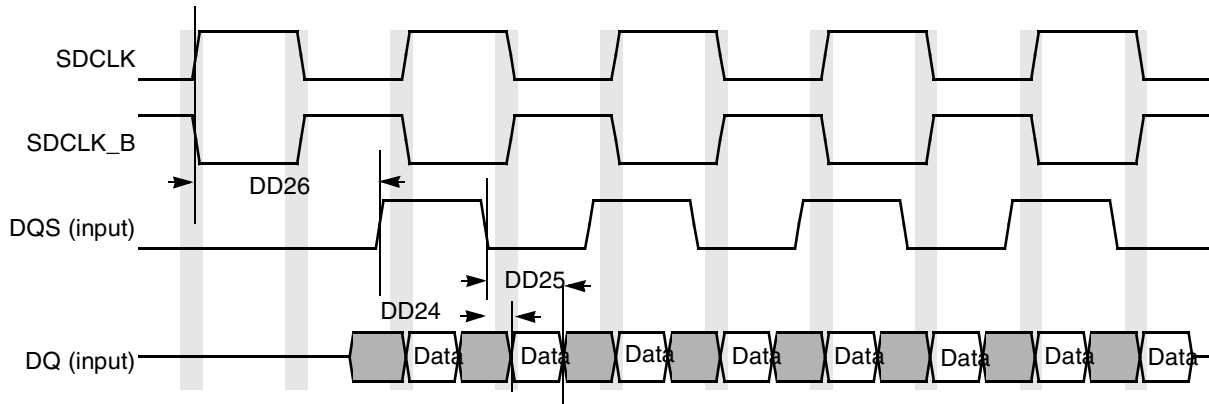 SDCLK
SDCLK_B
DD26
DQS (input)
DD25
DD24
DQ (input)
Data Data Data Data Data Data Data Data